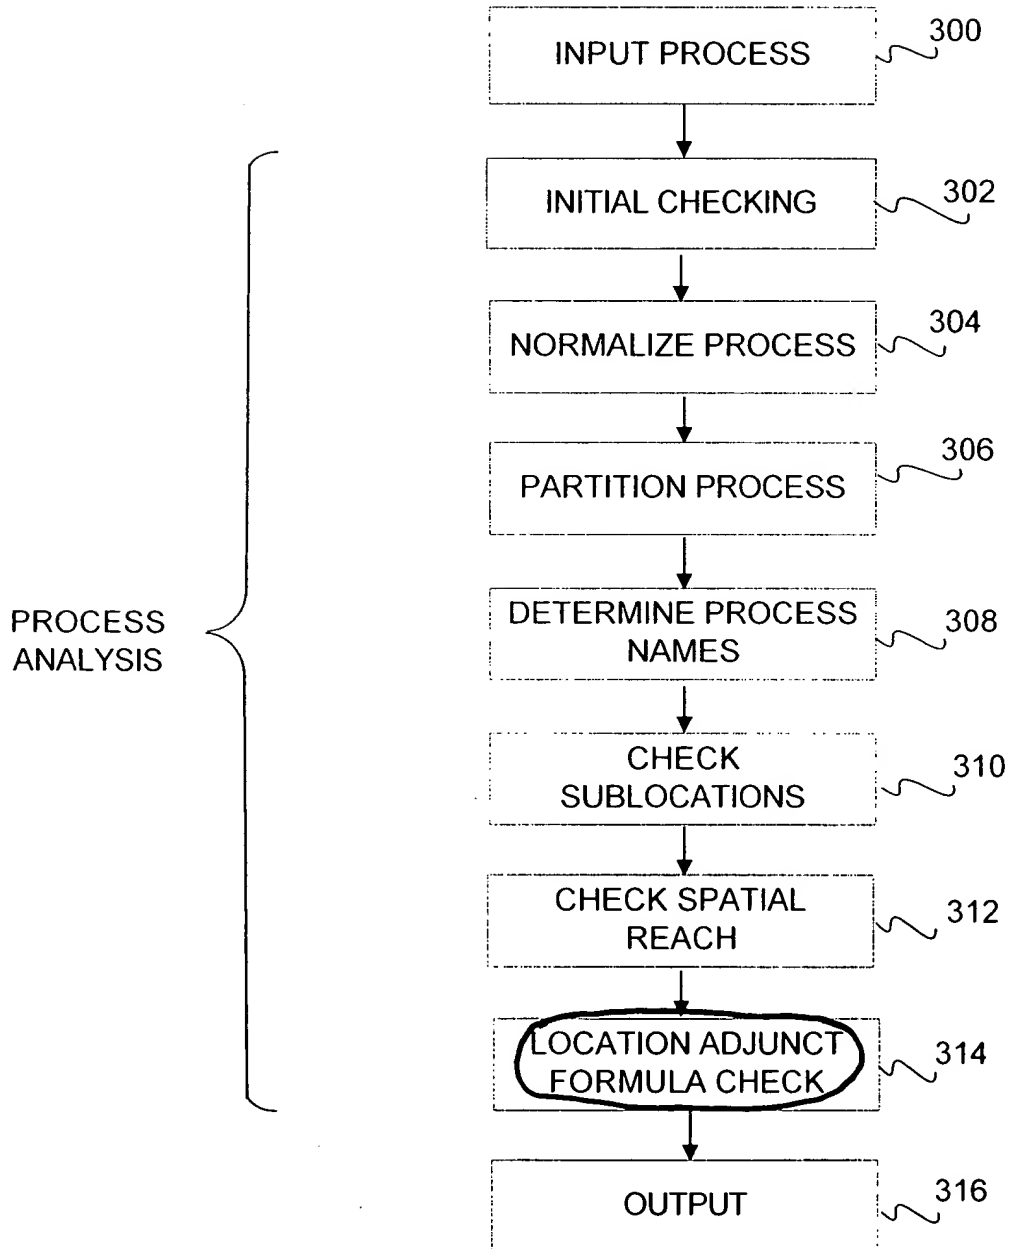 INPUT PROCESS
300
INITIAL CHECKING
302
NORMALIZE PROCESS
304
PARTITION PROCESS
306
DETERMINE PROCESS
NAMES
308
PROCESS
ANALYSIS
CHECK
SUBLOCATIONS
310
CHECK SPATIAL
REACH
312
LOCATION ADJUNCT
FORMULA CHECK
314
OUTPUT
316